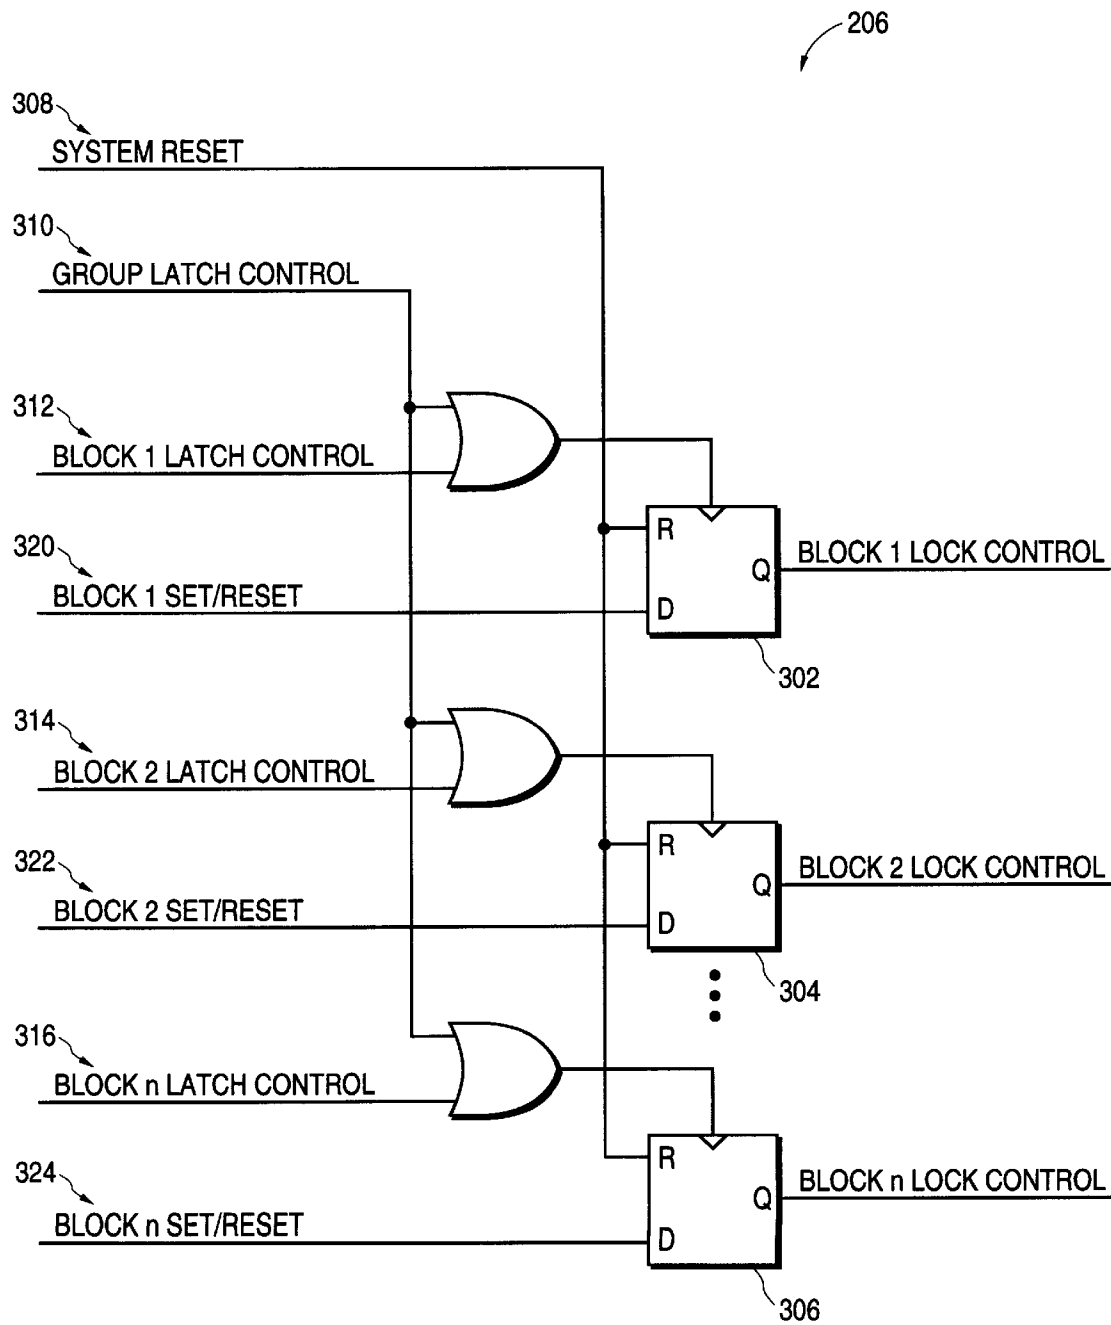 206
308
SYSTEM RESET
310
GROUP LATCH CONTROL
312
BLOCK 1 LATCH CONTROL
R
Q
D
BLOCK 1 LOCK CONTROL
320
BLOCK 1 SET/RESET
302
314
BLOCK 2 LATCH CONTROL
R
Q
D
BLOCK 2 LOCK CONTROL
322
BLOCK 2 SET/RESET
304
316
BLOCK n LATCH CONTROL
R
Q
D
BLOCK n LOCK CONTROL
324
BLOCK n SET/RESET
306